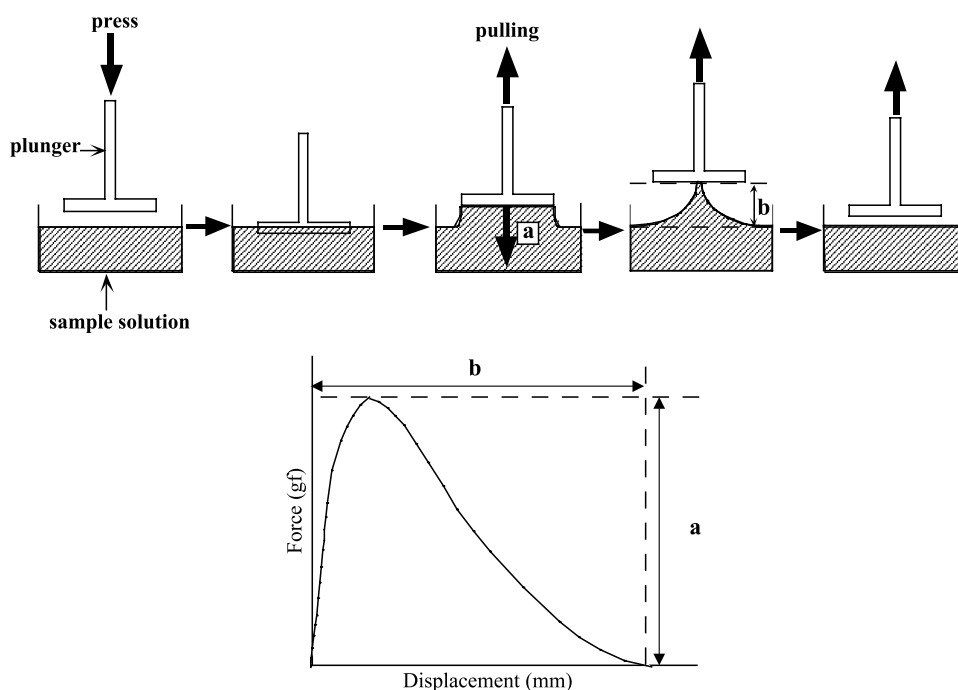 press
pulling
plunger
a
b
sample solution
b
a
Force (gf)
Displacement (mm)